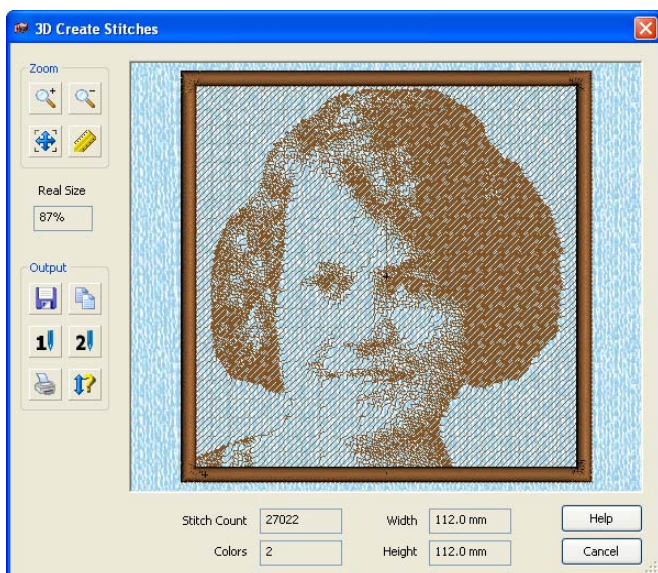 3D Create Stitches
Zoom
Real Size
87%
Output
1 2
Stitch Count 27022 Width 112.0 mm Help
Colors 2 Height 112.0 mm Cancel